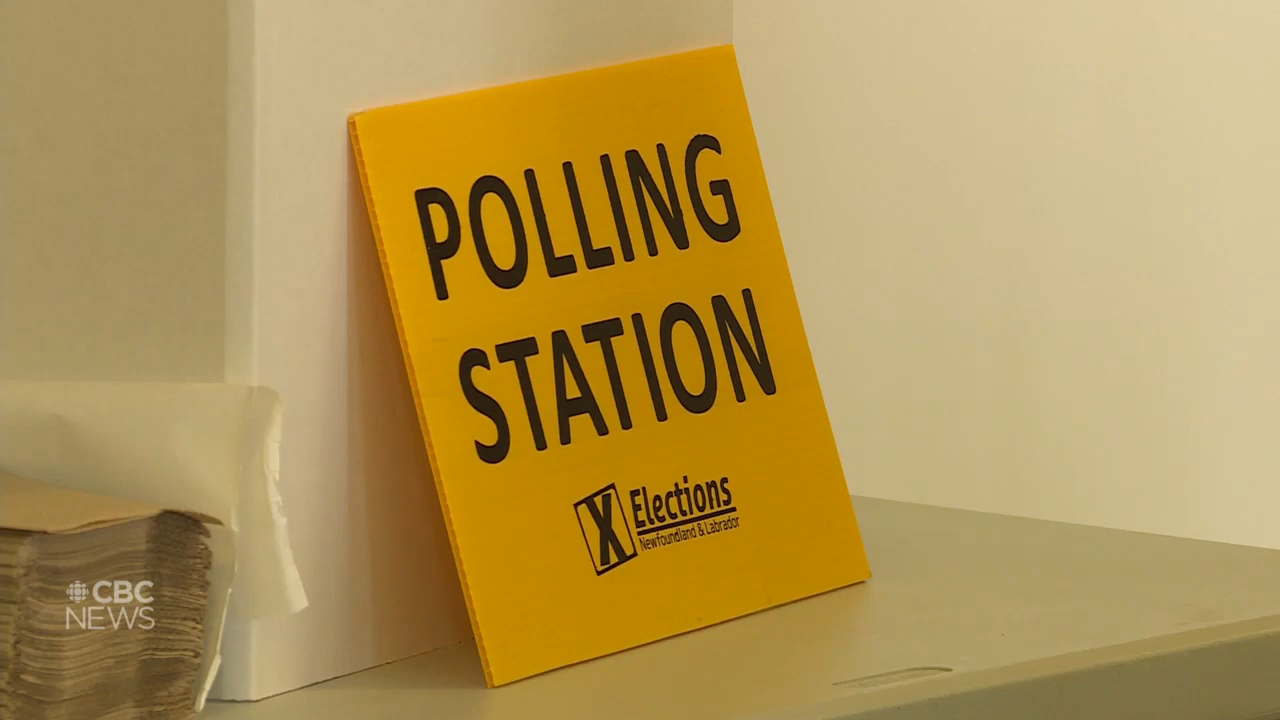 POLLING
STATION
X Elections
Newfoundland & Labrador
CBC
NEWS